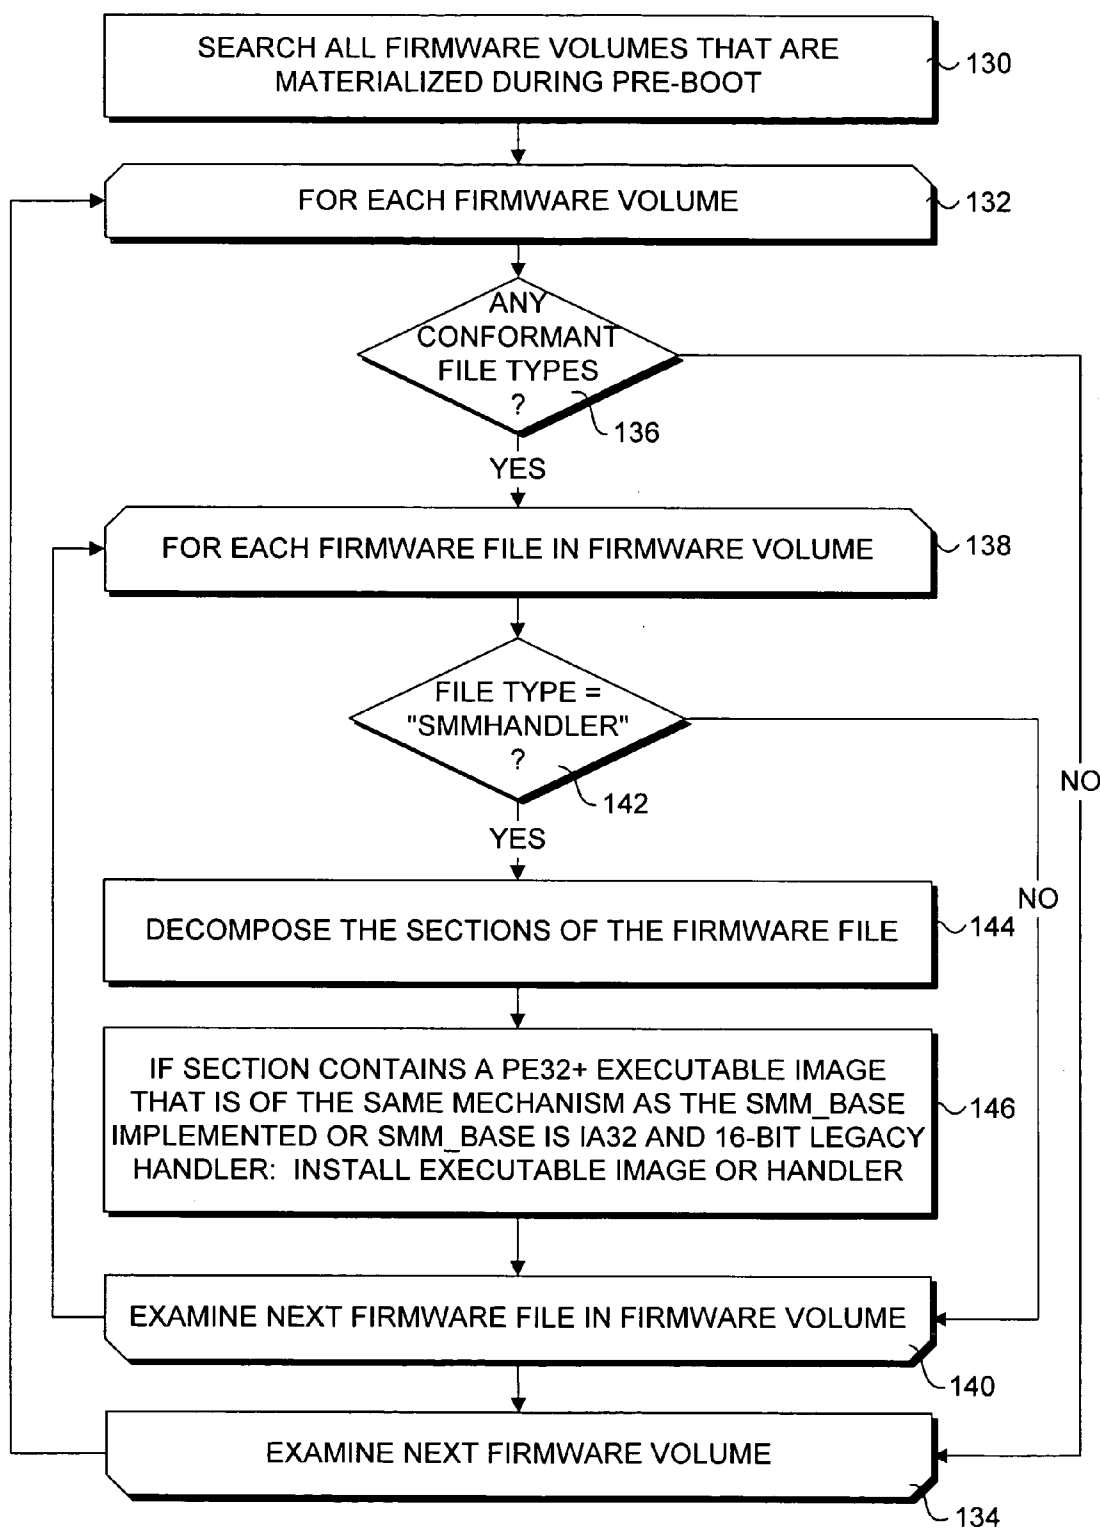 SEARCH ALL FIRMWARE VOLUMES THAT ARE
MATERIALIZED DURING PRE-BOOT
130
FOR EACH FIRMWARE VOLUME
132
ANY
CONFORMANT
FILE TYPES
?
136
YES
FOR EACH FIRMWARE FILE IN FIRMWARE VOLUME
138
FILE TYPE =
"SMMHANDLER"
?
142
NO
YES
NO
DECOMPOSE THE SECTIONS OF THE FIRMWARE FILE
144
IF SECTION CONTAINS A PE32+ EXECUTABLE IMAGE
THAT IS OF THE SAME MECHANISM AS THE SMM_BASE
IMPLEMENTED OR SMM_BASE IS IA32 AND 16-BIT LEGACY
HANDLER: INSTALL EXECUTABLE IMAGE OR HANDLER
146
EXAMINE NEXT FIRMWARE FILE IN FIRMWARE VOLUME
140
EXAMINE NEXT FIRMWARE VOLUME
134